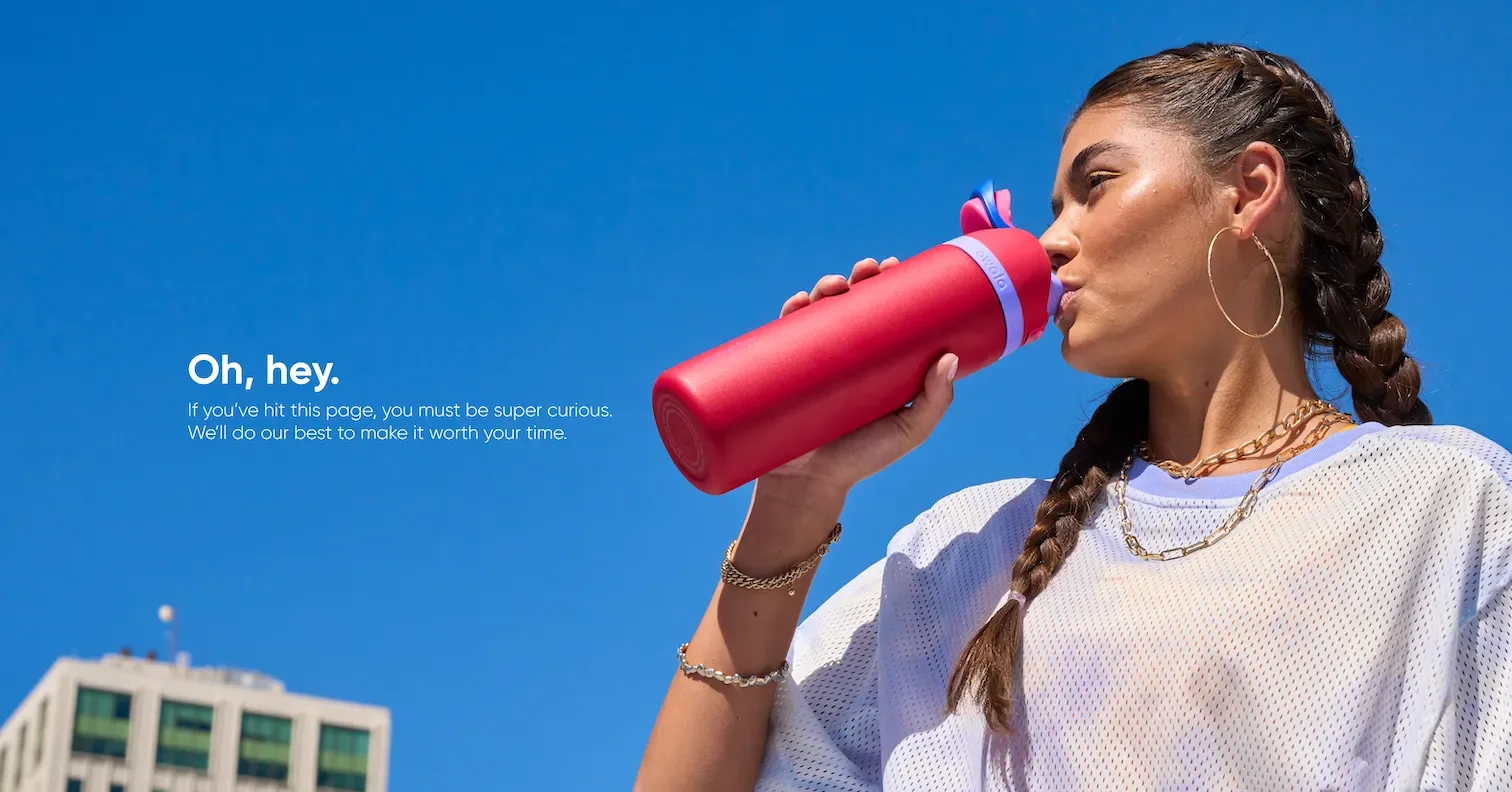 Oh, hey.
If you've hit this page, you must be super curious.
We'll do our best to make it worth your time.
owala